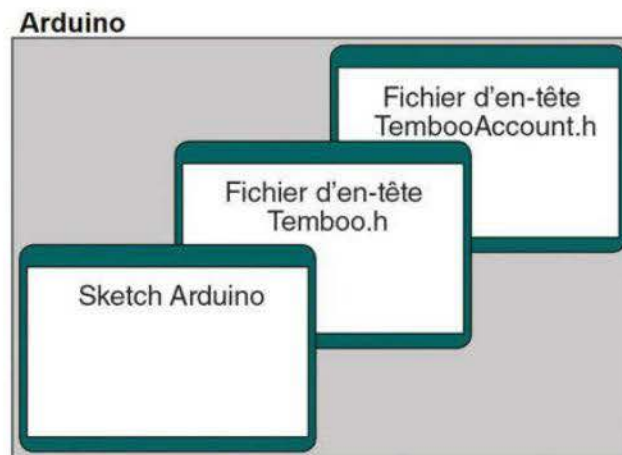 Arduino
Fichier d'en-tête
TembooAccount.h
Fichier d'en-tête
Temboo.h
Sketch Arduino